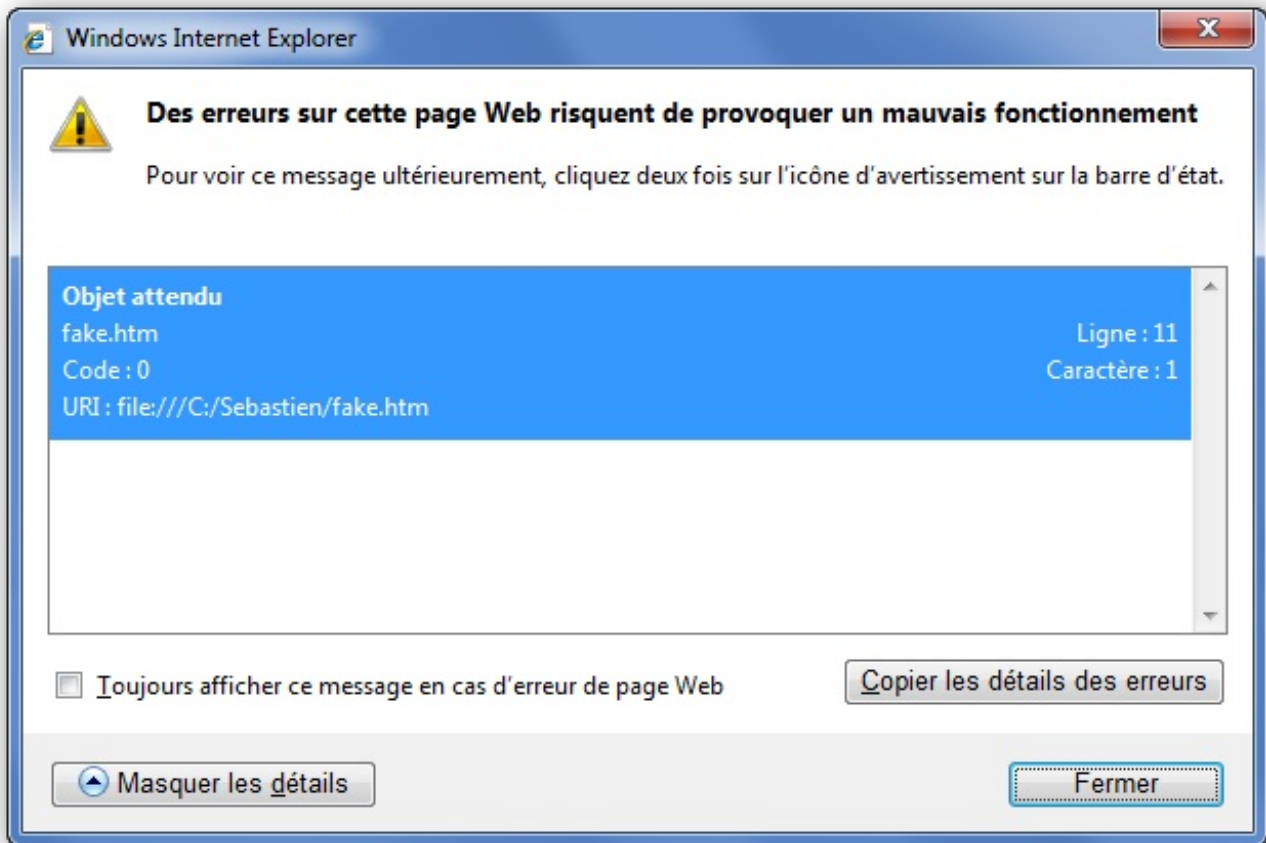 Windows Internet Explorer
Des erreurs sur cette page Web risquent de provoquer un mauvais fonctionnement
Pour voir ce message ultérieurement, cliquez deux fois sur l'icône d'avertissement sur la barre d'état.
Objet attendu
fake.htm Ligne : 11
Code : 0 Caractère : 1
URI : file:///C:/Sebastien/fake.htm
Toujours afficher ce message en cas d'erreur de page Web
Copier les détails des erreurs
Masquer les détails
Fermer